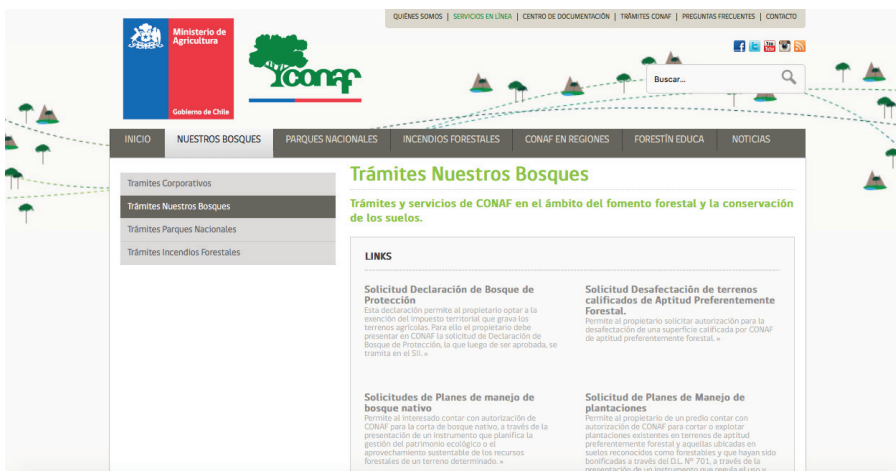 QUIÉNES SOMOS | SERVICIOS EN LÍNEA | CENTRO DE DOCUMENTACIÓN | TRÁMITES CONAF | PREGUNTAS FRECUENTES | CONTACTO
Ministerio de
Agricultura
Gobierno de Chile
conaf
Buscar...
INICIO NUESTROS BOSQUES PARQUES NACIONALES INCENDIOS FORESTALES CONAF EN REGIONES FORESTÍN EDUCA NOTICIAS
Tramites Corporativos
Trámites Nuestros Bosques
Trámites Parques Nacionales
Trámites Incendios Forestales
Trámites Nuestros Bosques
Trámites y servicios de CONAF en el ámbito del fomento forestal y la conservación
de los suelos.
LINKS
Solicitud Declaración de Bosque de
Protección
Esta declaración permite al propietario optar a la
exención del impuesto territorial que grava los
terrenos agrícolas. Para ello el propietario debe
presentar en CONAF la solicitud de Declaración de
Bosque de Protección, la que luego de ser aprobada, se
tramita en el SII. »
Solicitud Desafectación de terrenos
calificados de Aptitud Preferentemente
Forestal.
Permite al propietario solicitar autorización para la
desafectación de una superficie calificada por CONAF
de aptitud preferentemente forestal. »
Solicitudes de Planes de manejo de
bosque nativo
Permite al interesado contar con autorización de
CONAF para la corta de bosque nativo, a través de la
presentación de un instrumento que planifica la
gestión del patrimonio ecológico o el
aprovechamiento sustentable de los recursos
forestales de un terreno determinado. »
Solicitud de Planes de Manejo de
plantaciones
Permite al propietario de un predio contar con
autorización de CONAF para cortar o explotar
plantaciones existentes en terrenos de aptitud
preferentemente forestal y aquellas ubicadas en
suelos reconocidos como forestables y que hayan sido
bonificadas a través del D.L. Nº 701, a través de la
presentación de un instrumento que regula el uso y